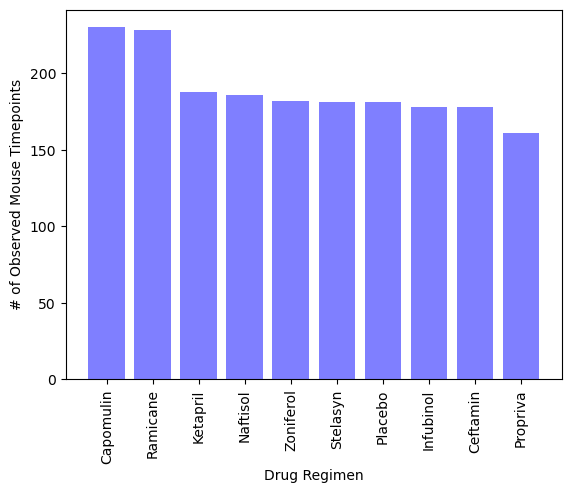 # of Observed Mouse Timepoints
200
150
100
50
0
Capomulin
Ramicane
Ketapril
Naftisol
Zoniferol
Stelasyn
Placebo
Infubinol
Ceftamin
Propriva
Drug Regimen